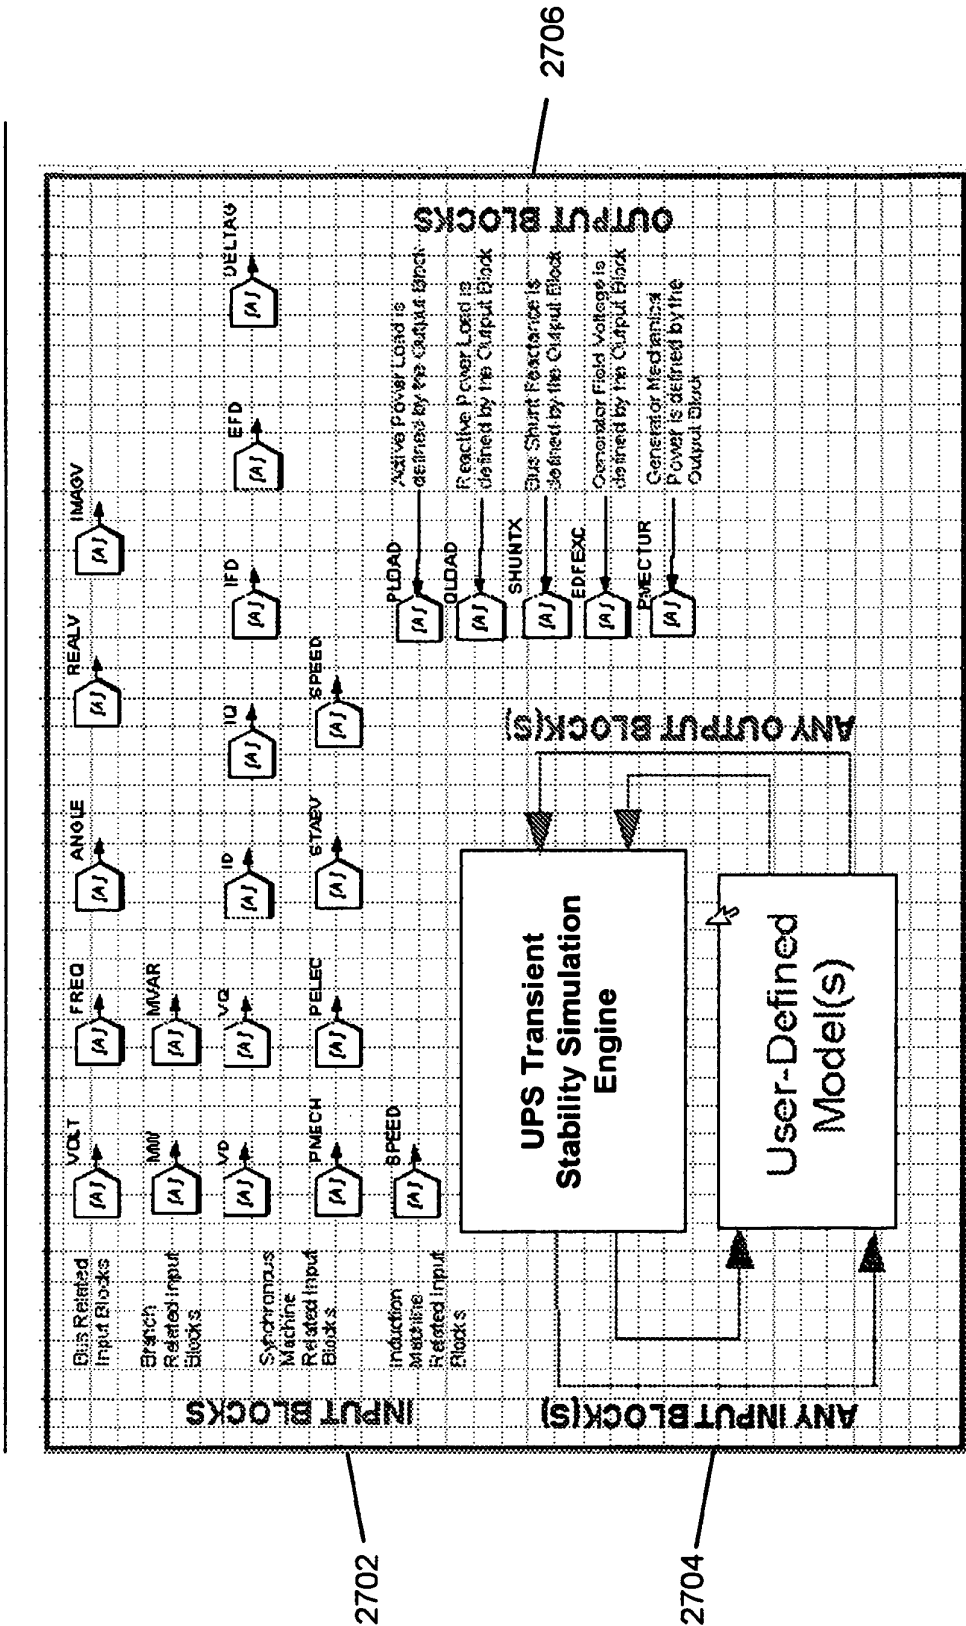 2702
2704
2706
INPUT BLOCKS
Bus Related
Input Blocks
VOLT
[A]
FREQ
[A]
ANGLE
[A]
REALV
[A]
IMAGV
[A]
Branch
Related Input
Blocks
MW
[A]
MVAR
[A]
Synchronous
Machine
Related Input
Blocks
VD
[A]
VQ
[A]
ID
[A]
IQ
[A]
IFD
[A]
EFD
[A]
DELTAG
[A]
PMECH
[A]
PELEC
[A]
[A]
SPEED
[A]
Induction
Machine
Related Input
Blocks
SPEED
[A]
PLOAD
[A]
Active Power Load is
defined by the Output Block
QLOAD
[A]
Reactive Power Load is
defined by the Output Block
SHUNTX
[A]
Bus Shunt Reactance is
defined by the Output Block
EDFEXC
[A]
Generator Field Voltage is
defined by the Output Block
PMECTUR
[A]
Generator Mechanical
Power is defined by the
Output Block
OUTPUT BLOCKS
ANY INPUT BLOCK(S)
UPS Transient
Stability Simulation
Engine
User-Defined
Model(s)
ANY OUTPUT BLOCK(S)